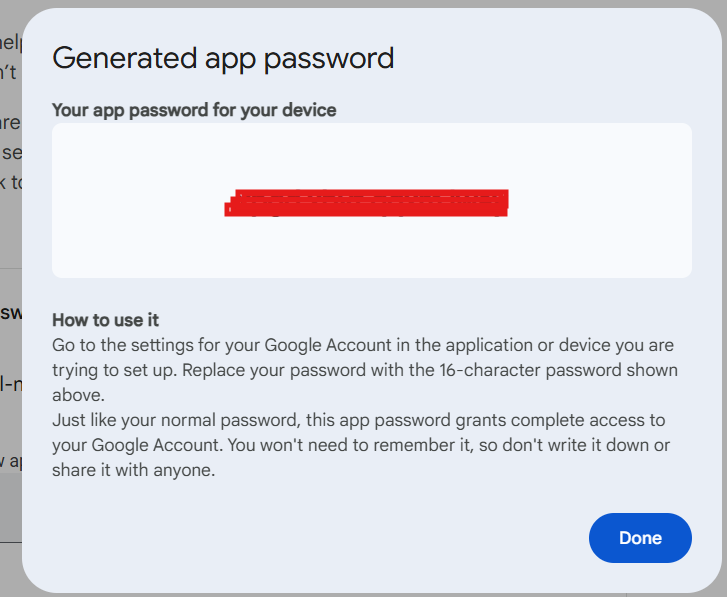 Generated app password
Your app password for your device
How to use it
Go to the settings for your Google Account in the application or device you are
trying to set up. Replace your password with the 16-character password shown
above.
Just like your normal password, this app password grants complete access to
your Google Account. You won't need to remember it, so don't write it down or
share it with anyone.
Done